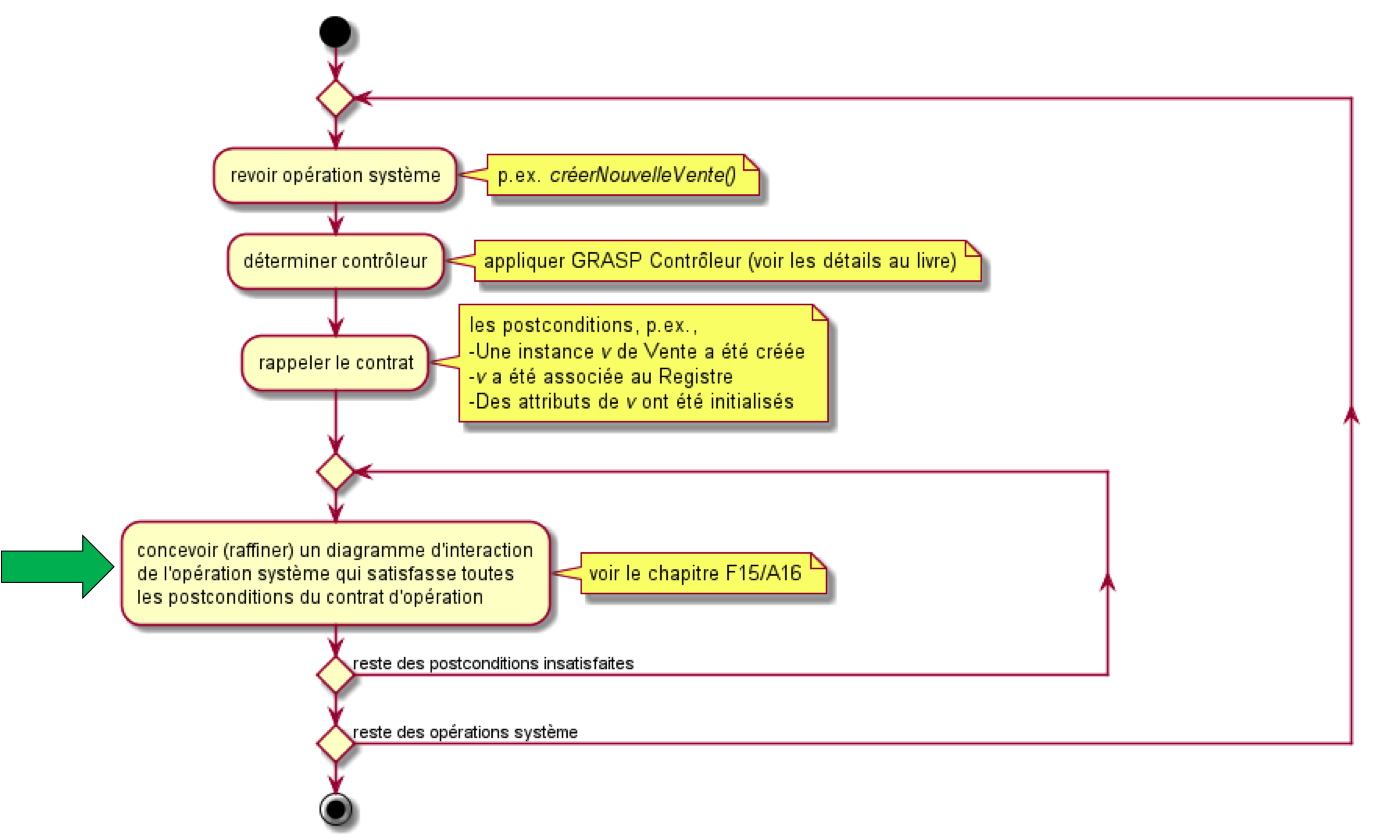 revoir opération système
p.ex. créerNouvelleVente()
déterminer contrôleur
appliquer GRASP Contrôleur (voir les détails au livre)
rappeler le contrat
les postconditions, p.ex.,
-Une instance v de Vente a été créée
-v a été associée au Registre
-Des attributs de v ont été initialisés
concevoir (raffiner) un diagramme d'interaction
de l'opération système qui satisfasse toutes
les postconditions du contrat d'opération
voir le chapitre F15/A16
reste des postconditions insatisfaites
reste des opérations système